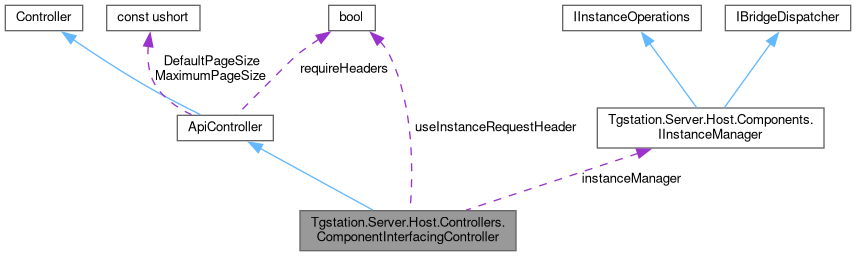 Controller
const ushort
bool
IInstanceOperations
IBridgeDispatcher
DefaultPageSize
MaximumPageSize
requireHeaders
ApiController
useInstanceRequestHeader
Tgstation.Server.Host.Components.
IInstanceManager
instanceManager
Tgstation.Server.Host.Controllers.
ComponentInterfacingController